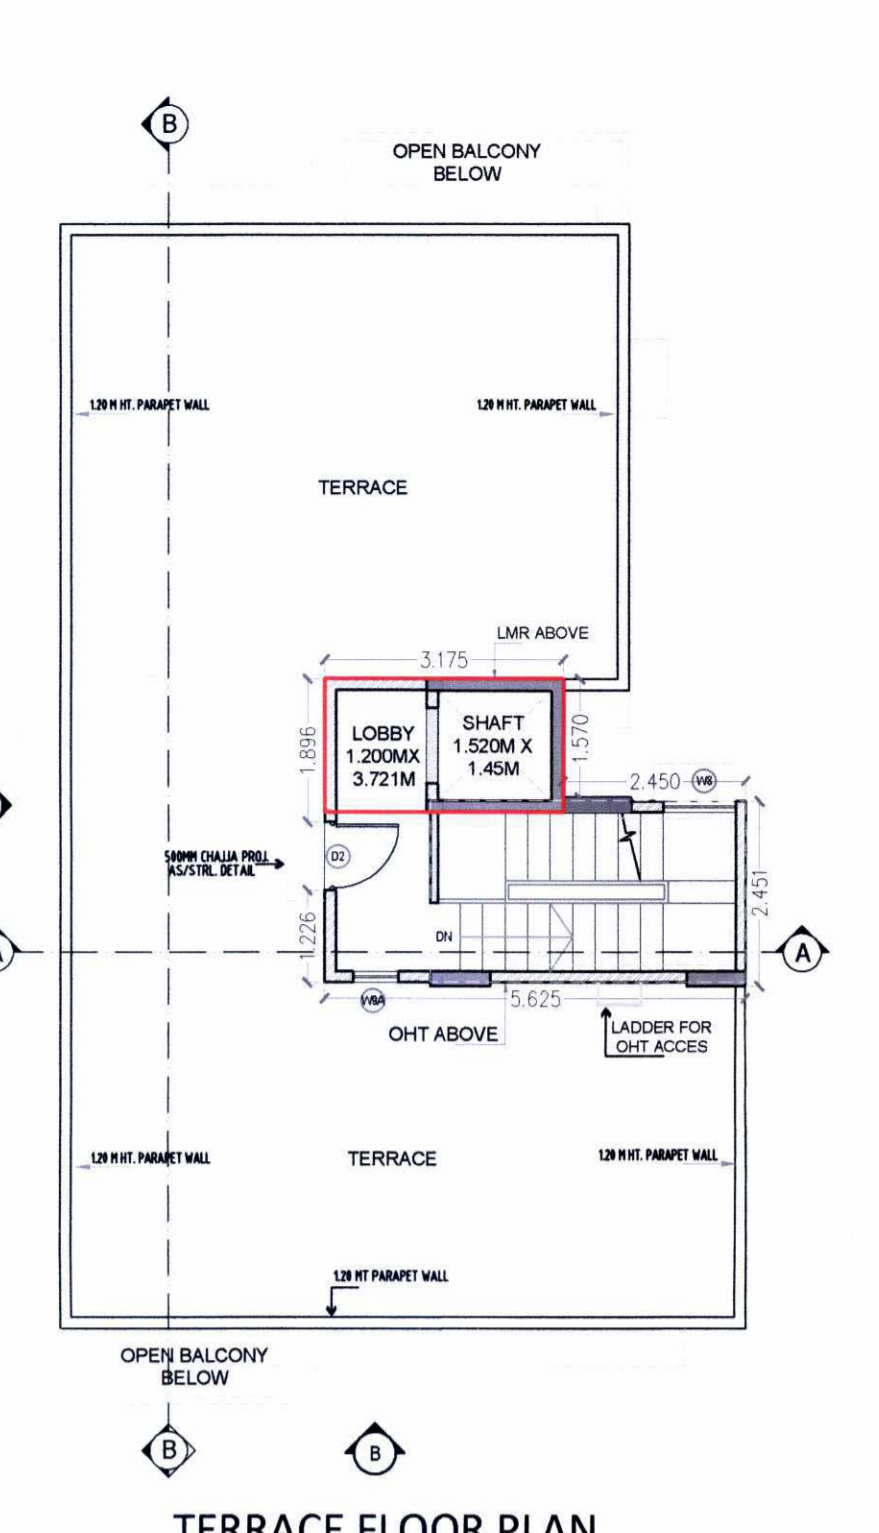 B
OPEN BALCONY
BELOW
1.20 M HT. PARAPET WALL
1.20 M HT. PARAPET WALL
TERRACE
LMR ABOVE
3.175
1.896
LOBBY
1.200MX
3.721M
SHAFT
1.520M X
1.45M
1.570
2.450
W8
500MM CHAJJA PROJ.
AS/STRL. DETAIL
D2
2.451
1.226
DN
A
A
W9A
5.625
OHT ABOVE
LADDER FOR
OHT ACCES
1.20 M HT. PARAPET WALL
TERRACE
1.20 M HT. PARAPET WALL
1.20 MT PARAPET WALL
OPEN BALCONY
BELOW
B
B
TERRACE FLOOR PLAN